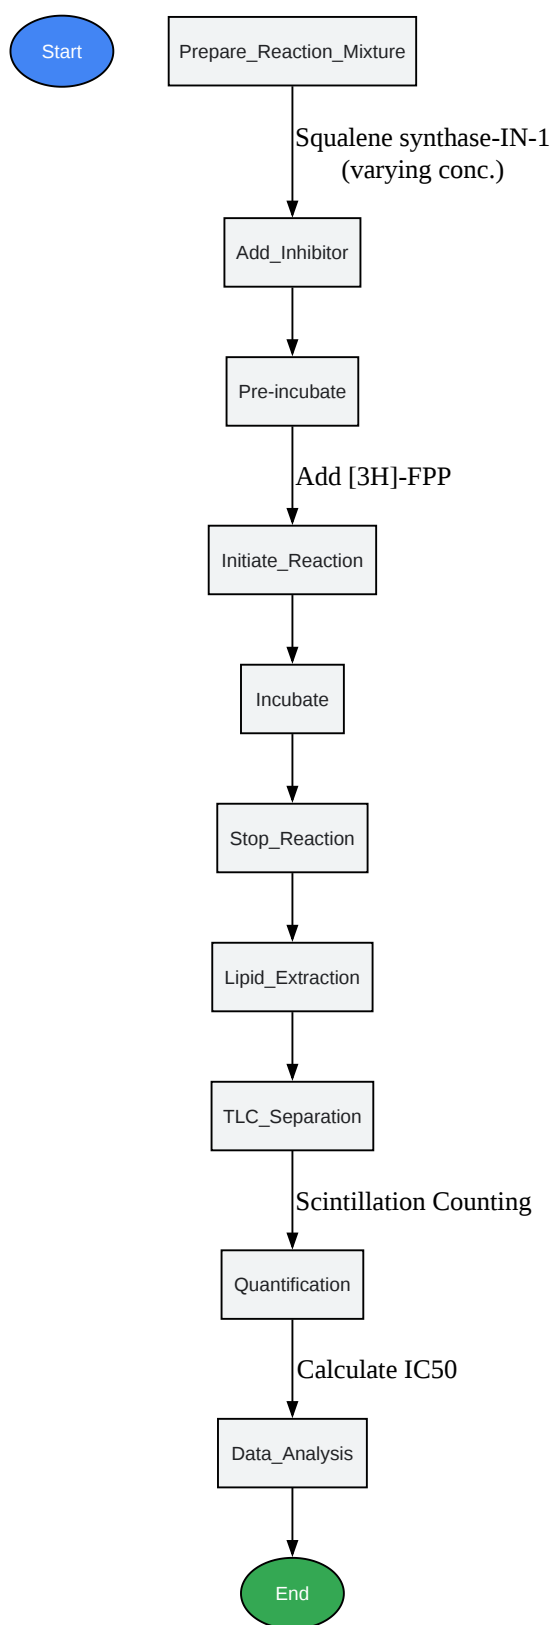 Start
Prepare_Reaction_Mixture
Squalene synthase-IN-1
(varying conc.)
Add_Inhibitor
Pre-incubate
Add [3H]-FPP
Initiate_Reaction
Incubate
Stop_Reaction
Lipid_Extraction
TLC_Separation
Scintillation Counting
Quantification
Calculate IC50
Data_Analysis
End